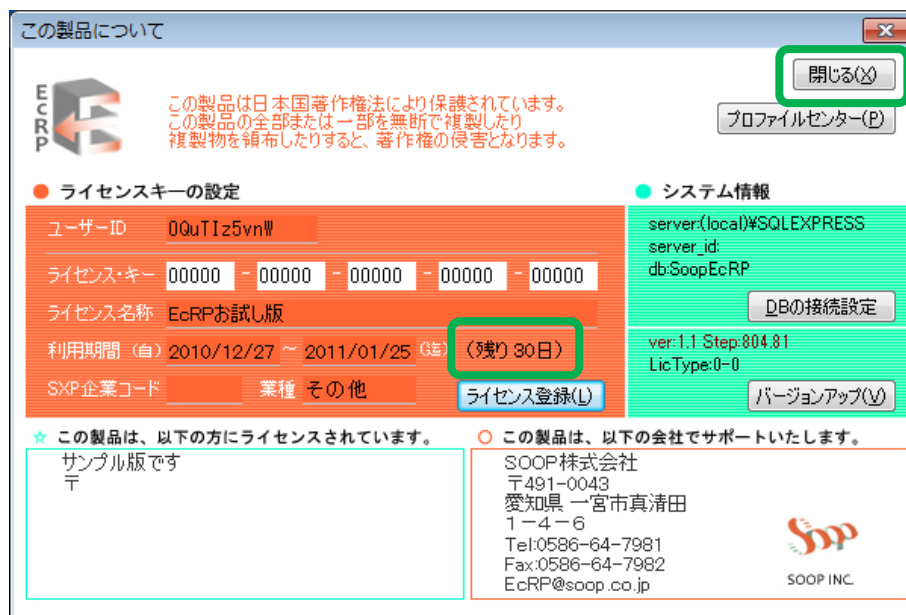 この製品について
閉じる(X)
プロファイルセンター(P)
ECRP
この製品は日本国著作権法により保護されています。
この製品の全部または一部を無断で複製したり
複製物を領布したりすると、著作権の侵害となります。
● ライセンスキーの設定
ユーザーID 0QuTIz5vnW
ライセンス・キー 00000 - 00000 - 00000 - 00000 - 00000
ライセンス名称 EcRPお試し版
利用期間（自）2010/12/27 ~ 2011/01/25（迄）（残り 30日）
SXP企業コード 業種 その他 ライセンス登録(L)
● システム情報
server:(local)¥SQLEXPRESS
server_id:
db:SoopEcRP
DBの接続設定
ver:1.1 Step:804.81
LicType:0-0
バージョンアップ(V)
☆ この製品は、以下の方にライセンスされています。
サンプル版です
〒
○ この製品は、以下の会社でサポートいたします。
SOOP株式会社
〒491-0043
愛知県 一宮市真清田
1－4－6
Tel:0586-64-7981
Fax:0586-64-7982
EcRP@soop.co.jp
Soop
SOOP INC.